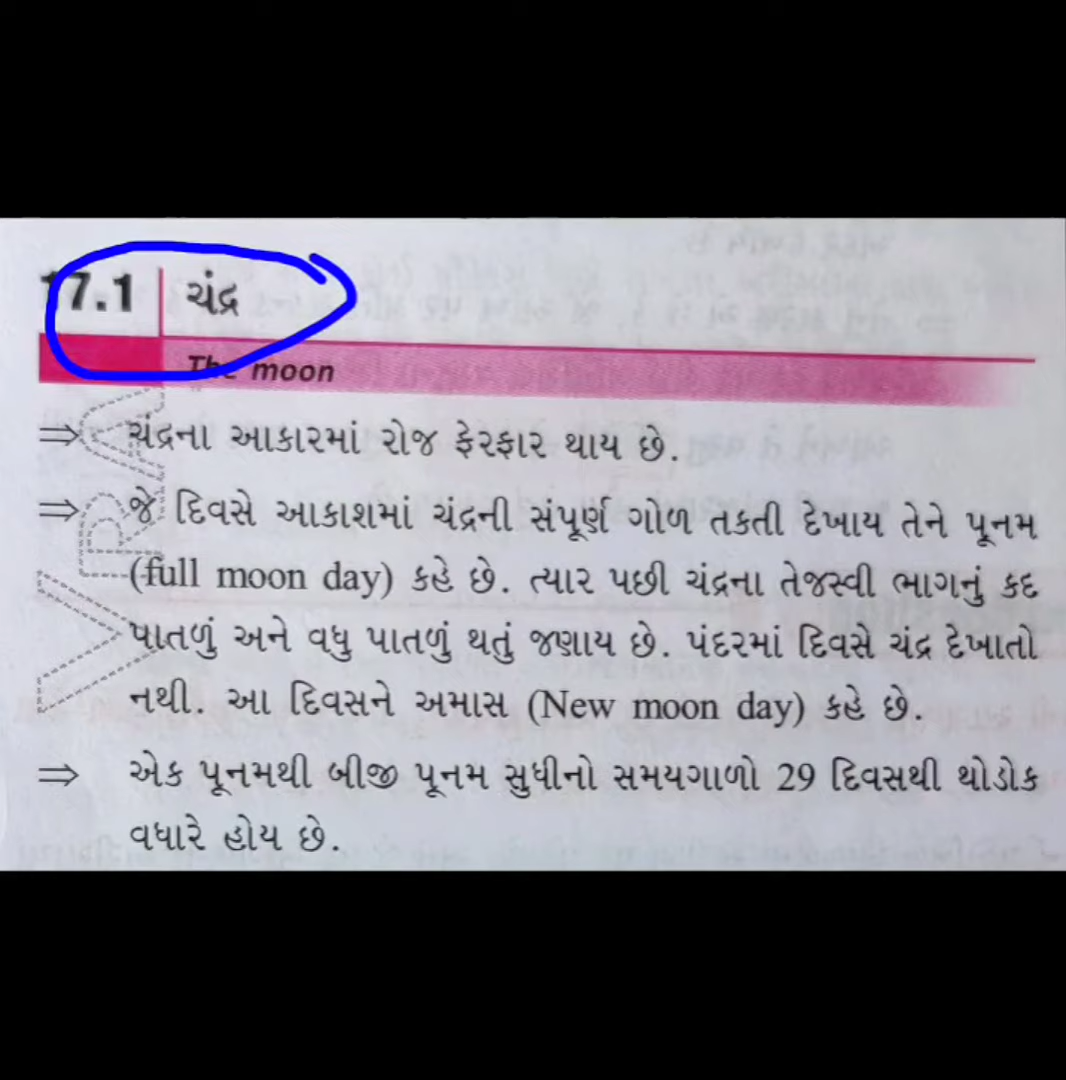 17.1 ચંદ્ર
The moon
⇒ ચંદ્રના આકારમાં રોજ ફેરફાર થાય છે.
⇒ જે દિવસે આકાશમાં ચંદ્રની સંપૂર્ણ ગોળ તકતી દેખાય તેને પૂનમ
(full moon day) કહે છે. ત્યાર પછી ચંદ્રના તેજસ્વી ભાગનું કદ
પાતળું અને વધુ પાતળું થતું જણાય છે. પંદરમાં દિવસે ચંદ્ર દેખાતો
નથી. આ દિવસને અમાસ (New moon day) કહે છે.
⇒ એક પૂનમથી બીજી પૂનમ સુધીનો સમયગાળો 29 દિવસથી થોડોક
વધારે હોય છે.